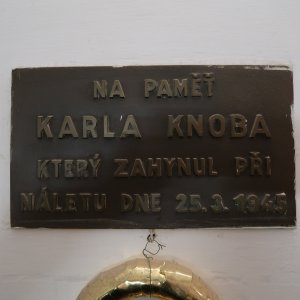 NA PAMĚŤ
KARLA KNOBA
KTERÝ ZAHYNUL PŘI
NÁLETU DNE 25.3.1945